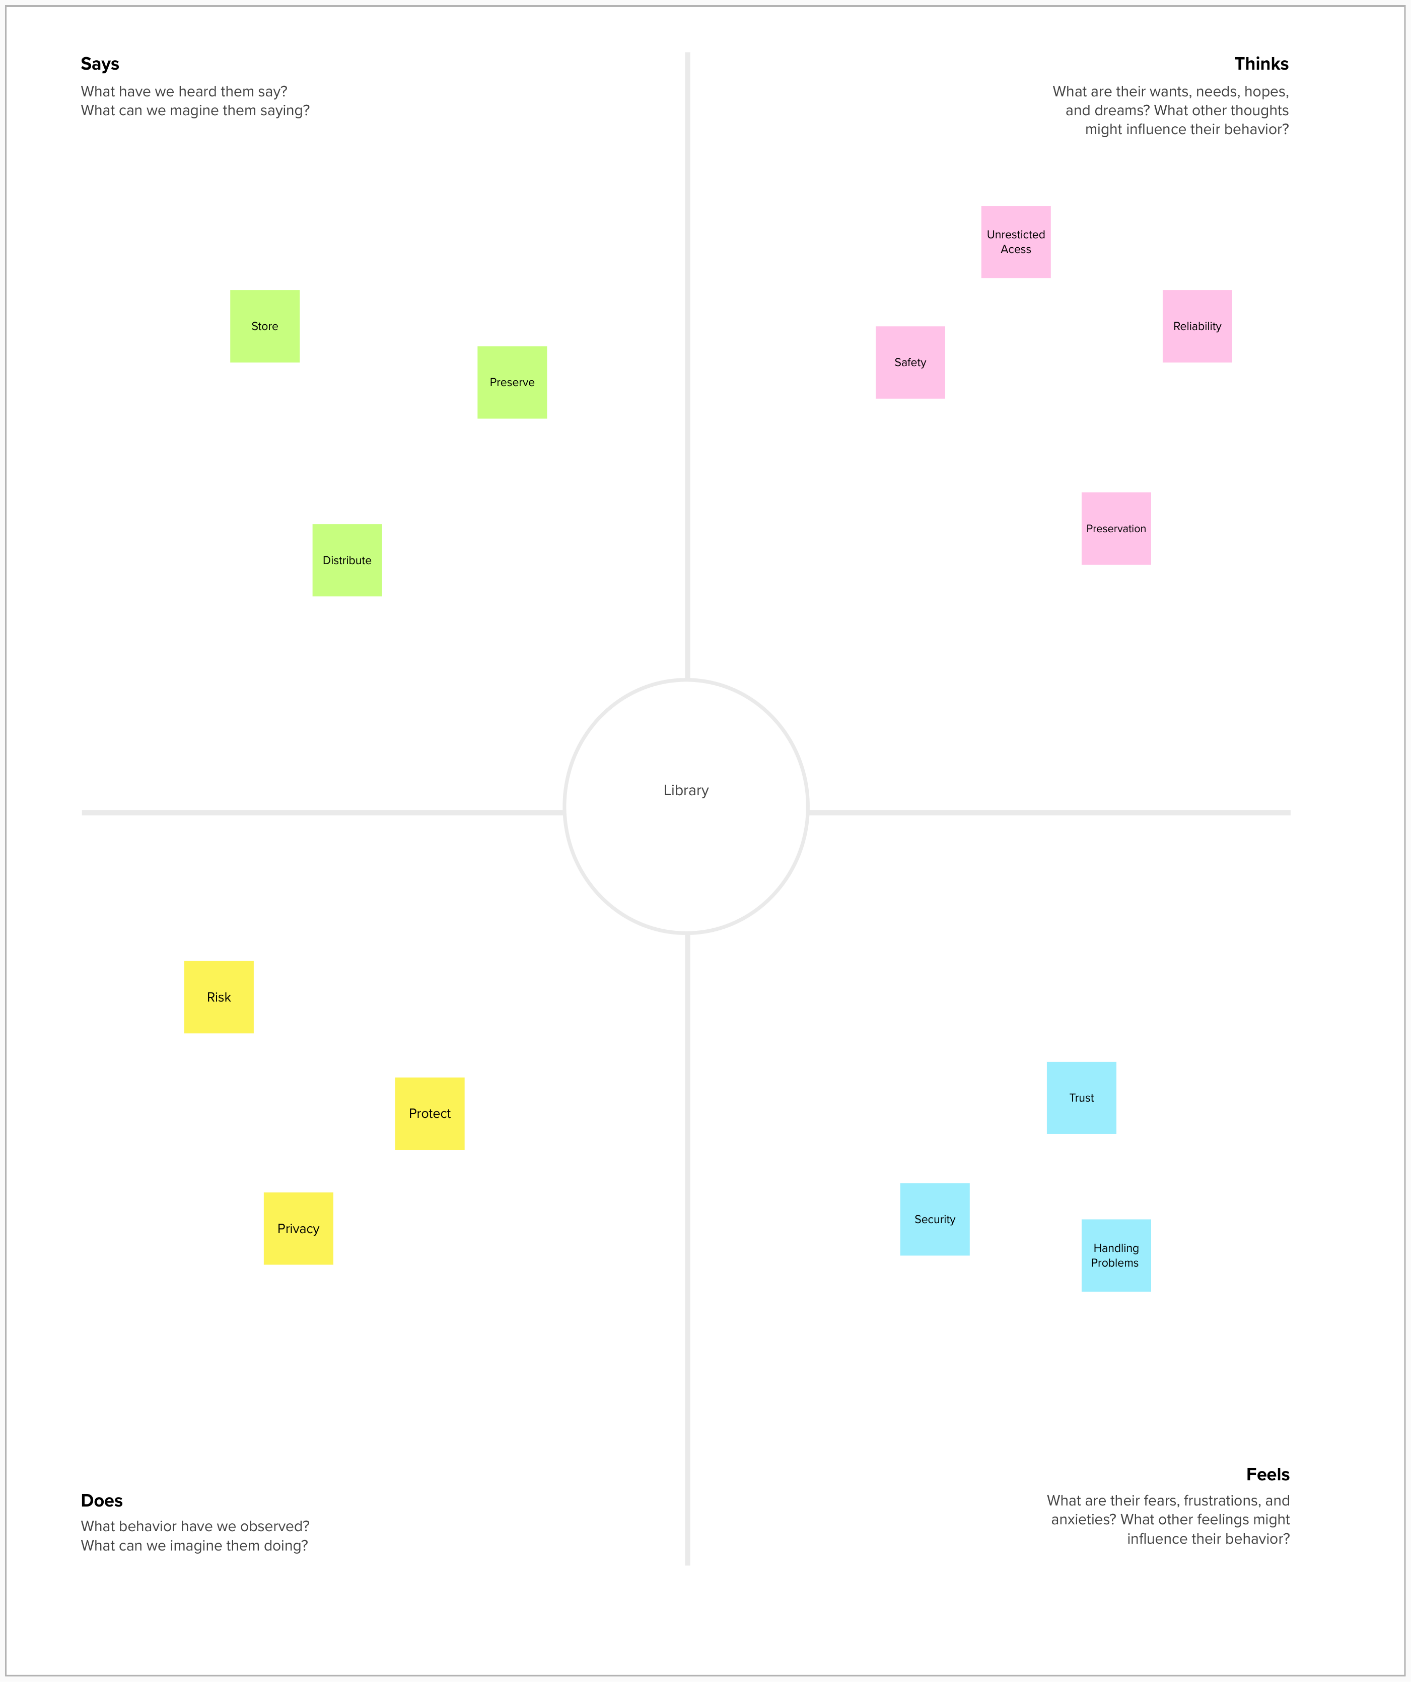 Says
What have we heard them say?
What can we magine them saying?
Thinks
What are their wants, needs, hopes,
and dreams? What other thoughts
might influence their behavior?
Store
Preserve
Distribute
Unresticted
Acess
Reliability
Safety
Preservation
Library
Risk
Protect
Privacy
Trust
Security
Handling
Problems
Does
What behavior have we observed?
What can we imagine them doing?
Feels
What are their fears, frustrations, and
anxieties? What other feelings might
influence their behavior?